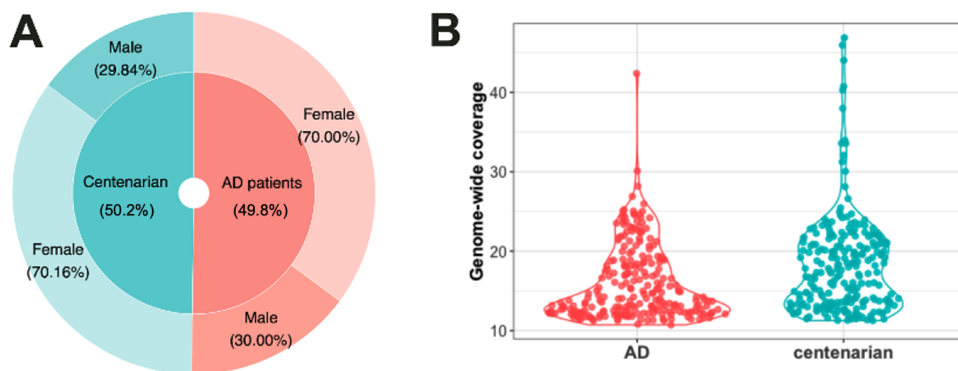 A
Male
(29.84%)
Female
(70.00%)
Centenarian
(50.2%)
AD patients
(49.8%)
Female
(70.16%)
Male
(30.00%)
B
Genome-wide coverage
40
30
20
10
AD
centenarian